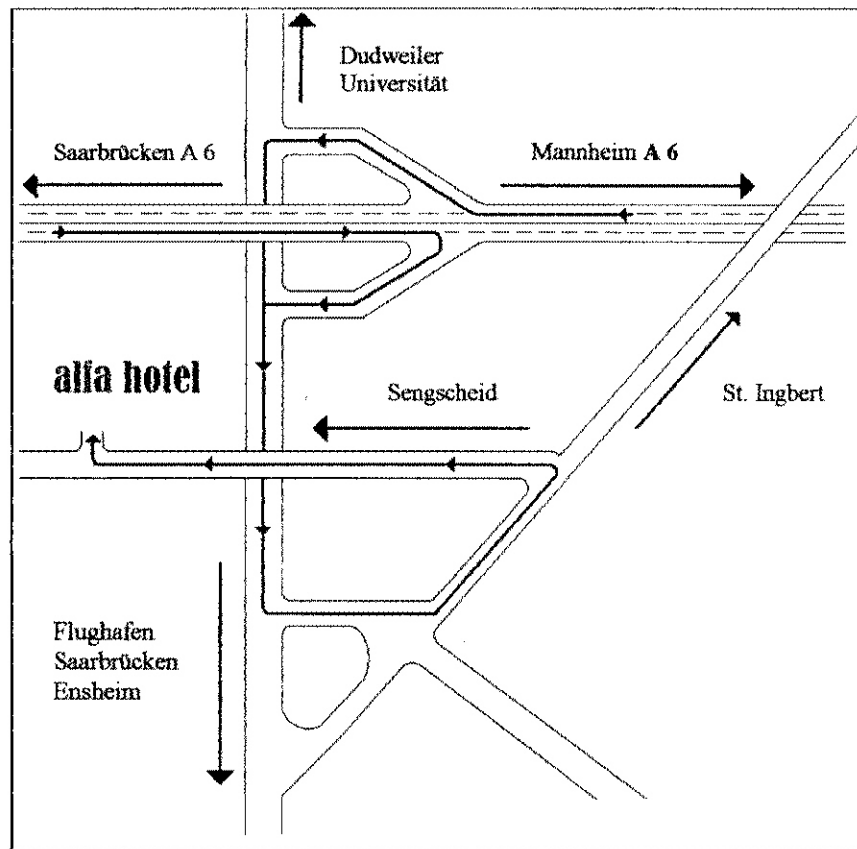 Dudweiler
Universität
Saarbrücken A 6
Mannheim A 6
alfa hotel
Sengscheid
St. Ingbert
Flughafen
Saarbrücken
Ensheim